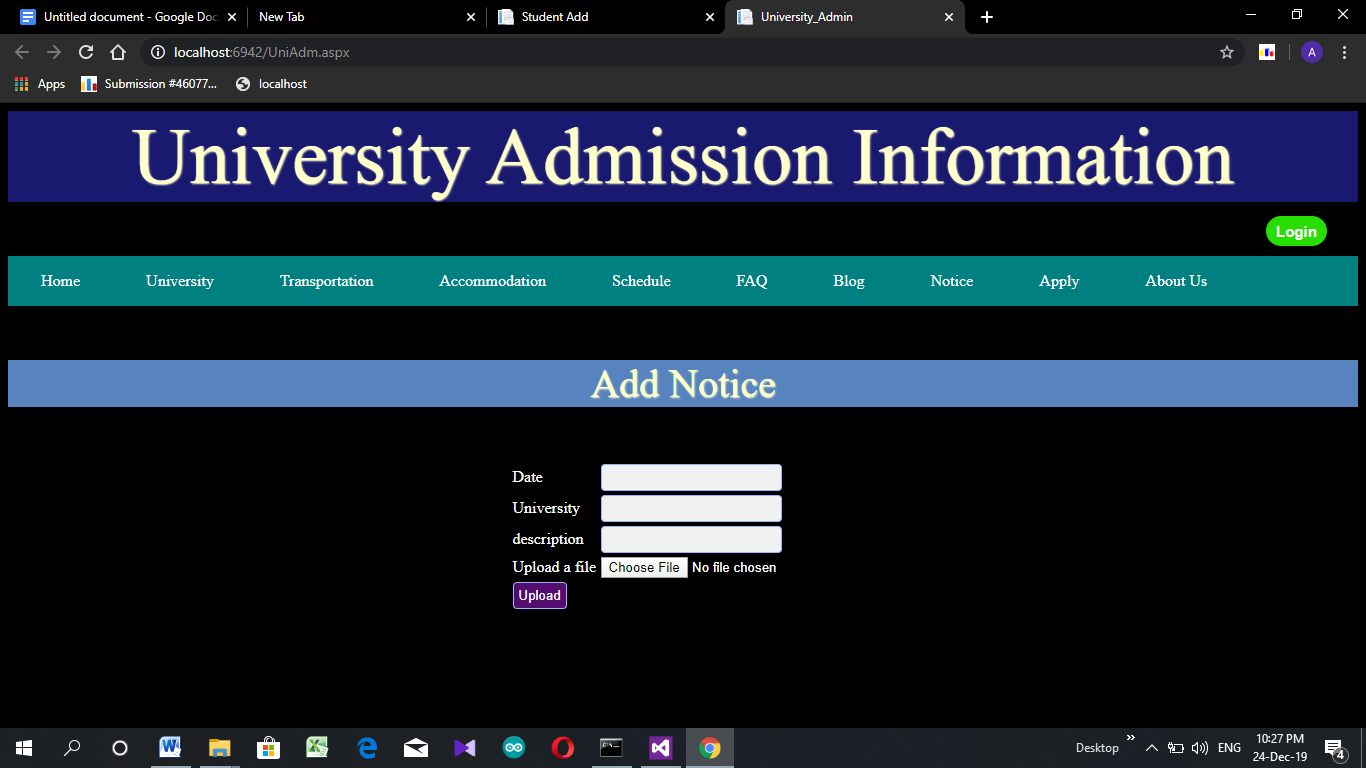 Untitled document - Google Doc
New Tab
Student Add
University_Admin
localhost:6942/UniAdm.aspx
A
Apps
Submission #46077...
localhost
University Admission Information
Login
Home University Transportation Accommodation Schedule FAQ Blog Notice Apply About Us
Add Notice
Date
University
description
Upload a file Choose File No file chosen
Upload
Desktop
ENG
10:27 PM
24-Dec-19
4